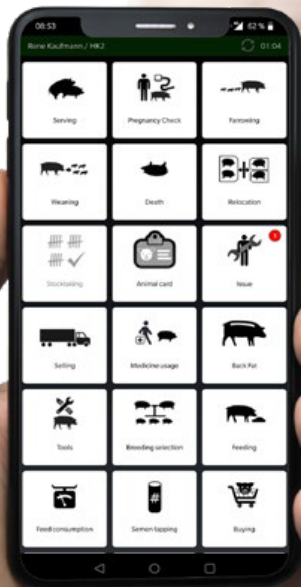 08:53 62 %
Rene Kaufmann / HK2 01:04
Serving Pregnancy Check Farrowing
Weaning Death Relocation
Stocktaking Animal card Issue
1
Selling Medicine usage Back Fat
Tools Breeding selection Feeding
Feed consumption Semen tapping Buying
#